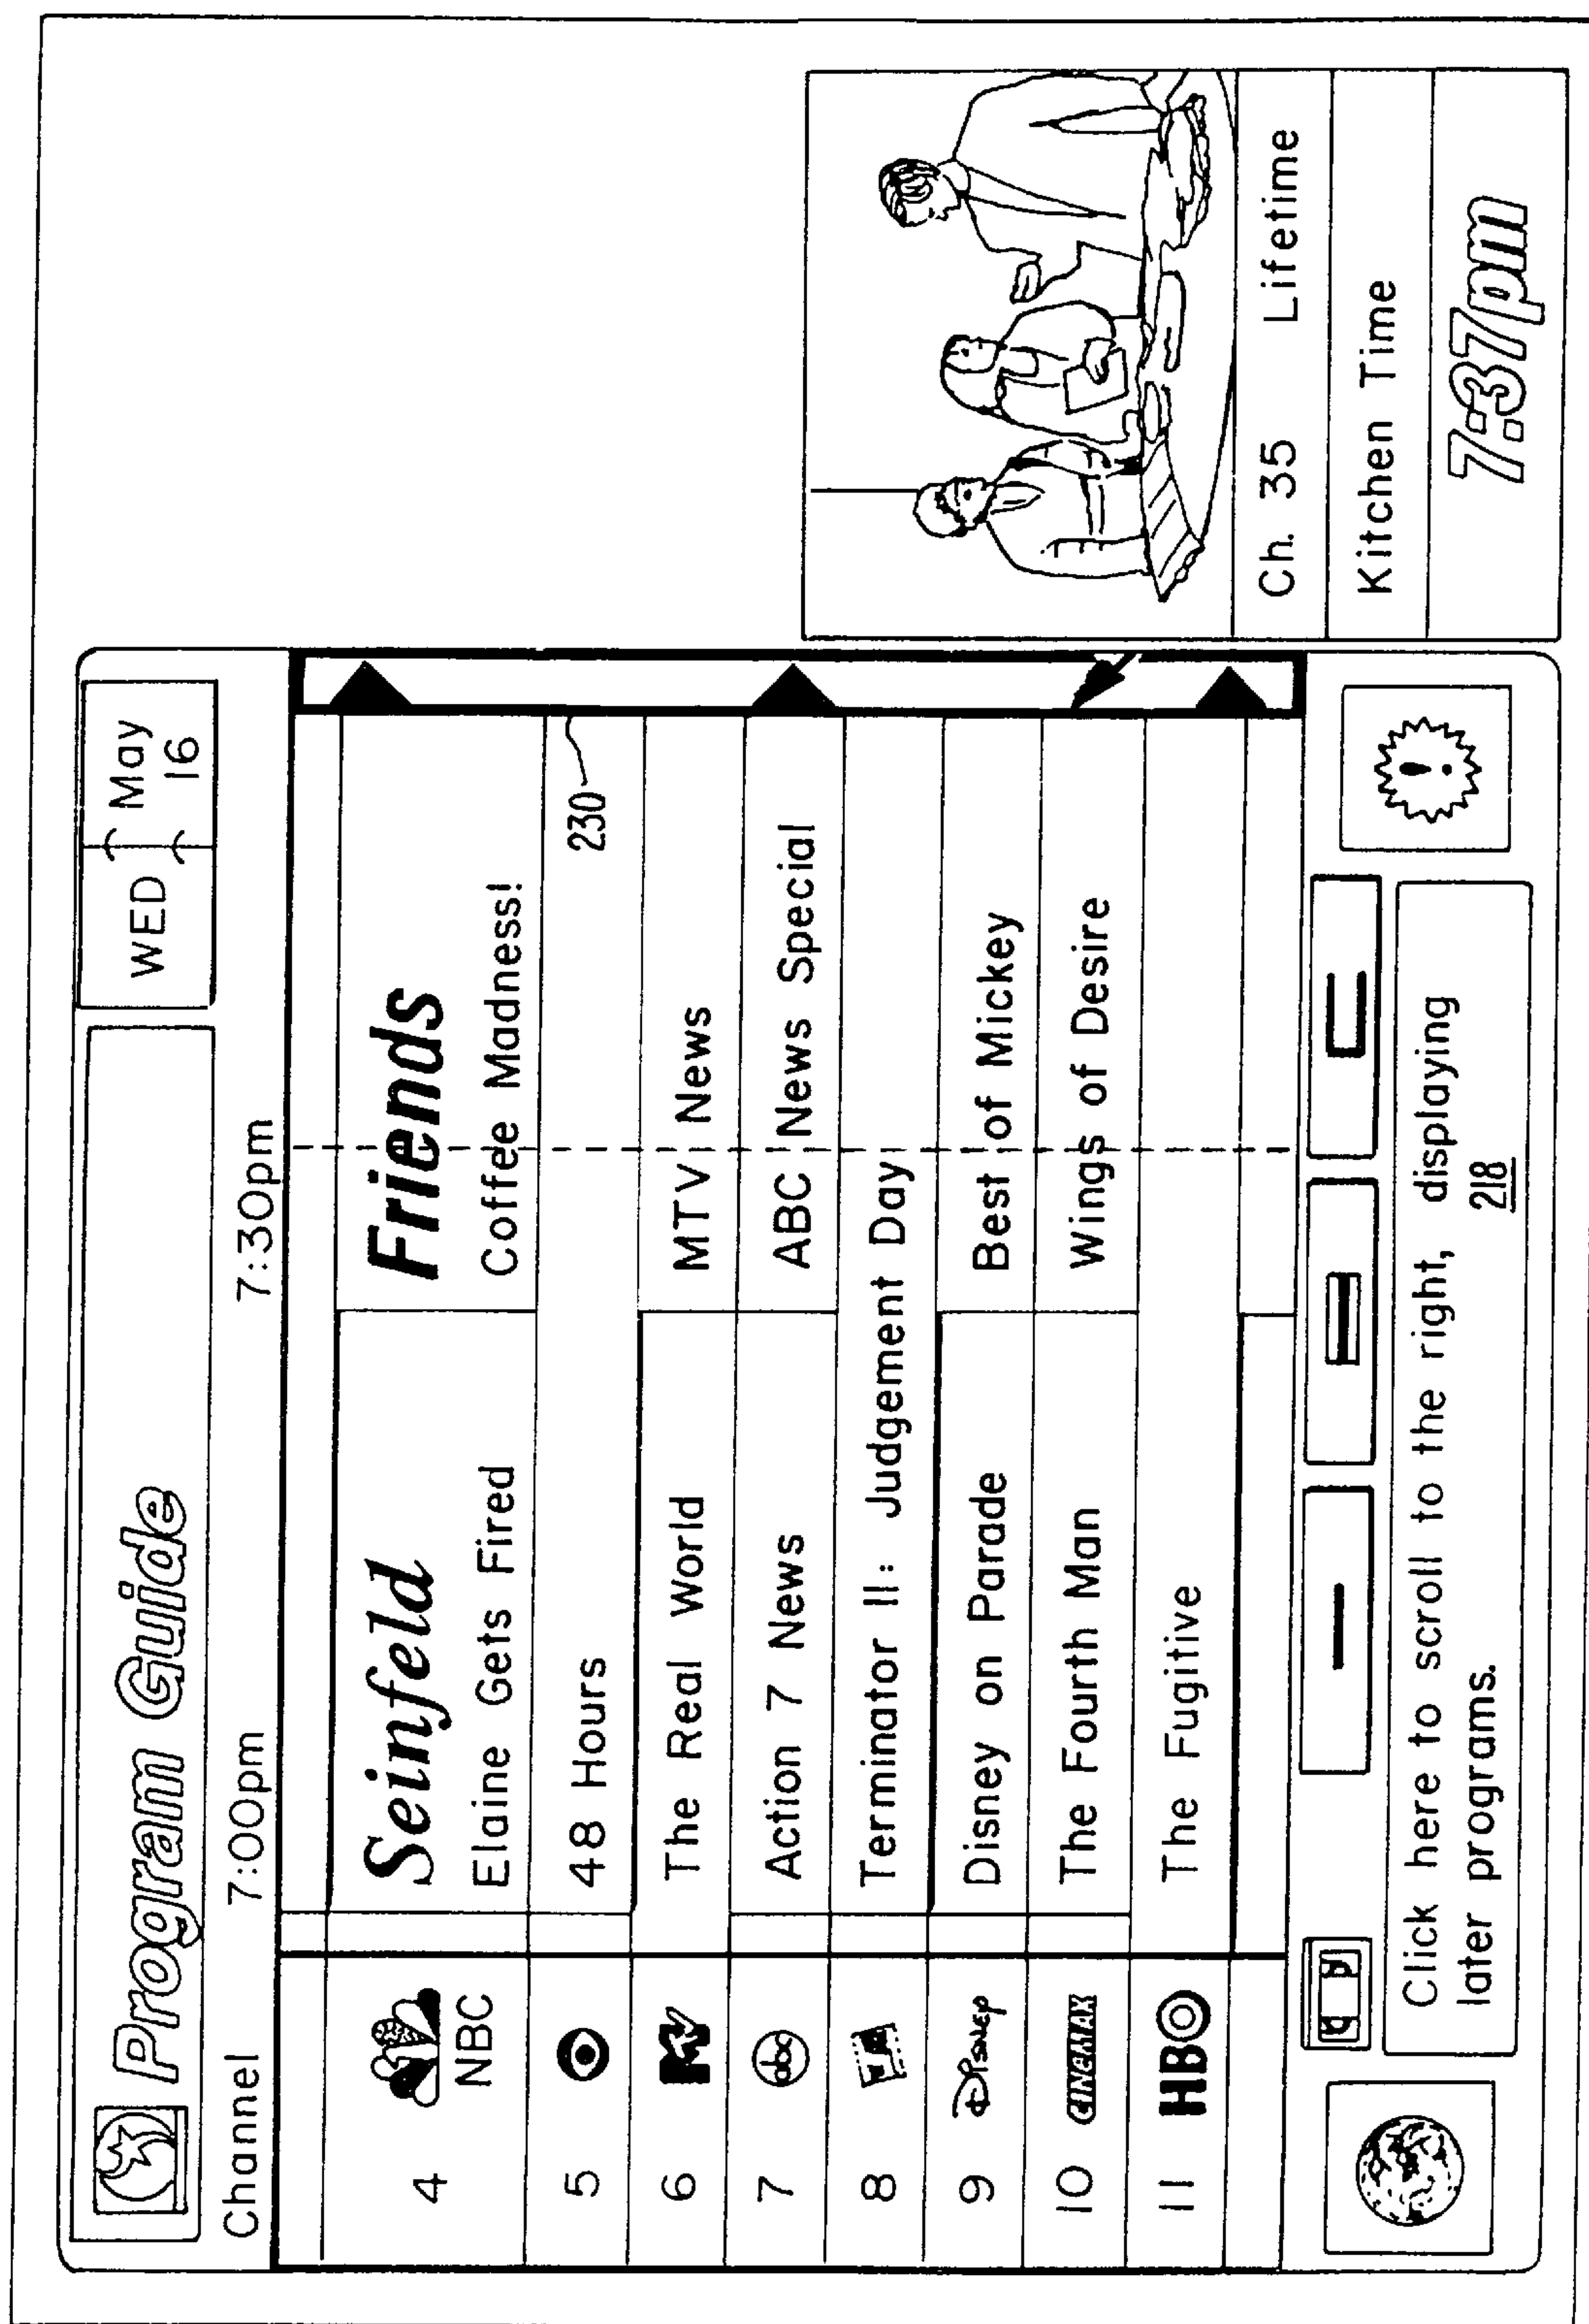 Program Guide
WED May
16
Channel 7:00pm 7:30pm
4 NBC Seinfeld Friends
Elaine Gets Fired Coffee Madness!
5 48 Hours
230
6 MTV The Real World MTV News
7 abc Action 7 News ABC News Special
8 Terminator II: Judgement Day
9 Disney Disney on Parade Best of Mickey
10 CINEMAX The Fourth Man Wings of Desire
11 HBO The Fugitive
Click here to scroll to the right, displaying
later programs.
218
Ch. 35 Lifetime
Kitchen Time
7:37pm